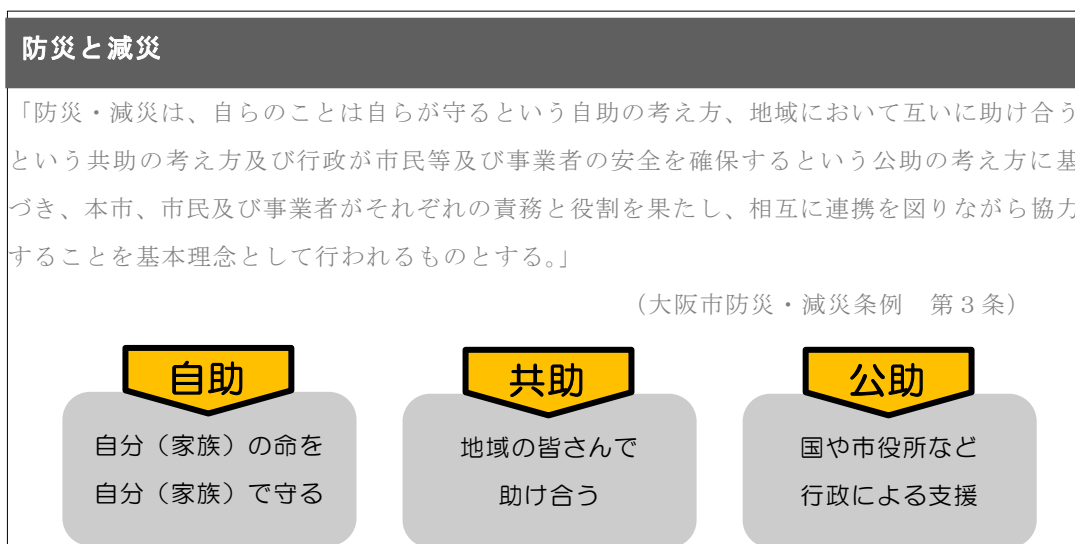 防災と減災
「防災・減災は、自らのことは自らが守るという自助の考え方、地域において互いに助け合う
という共助の考え方及び行政が市民等及び事業者の安全を確保するという公助の考え方に基
づき、本市、市民及び事業者がそれぞれの責務と役割を果たし、相互に連携を図りながら協力
することを基本理念として行われるものとする。」
（大阪市防災・減災条例　第３条）
自助
自分（家族）の命を
自分（家族）で守る
共助
地域の皆さんで
助け合う
公助
国や市役所など
行政による支援